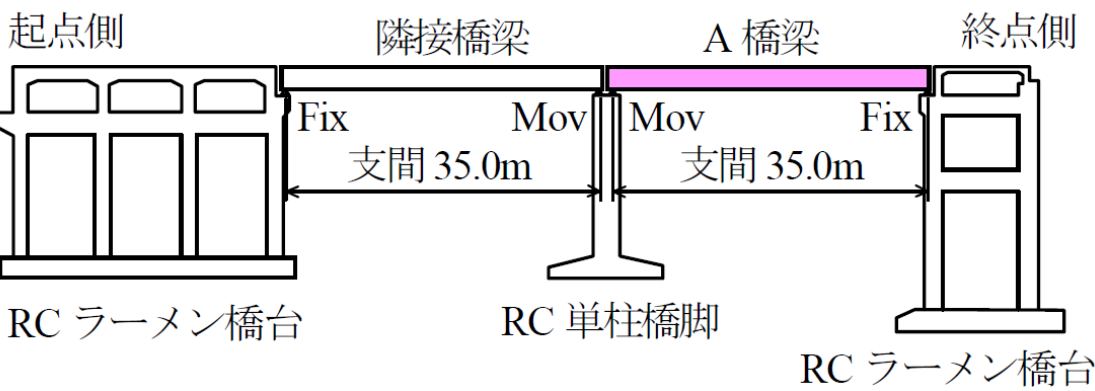 起点側
隣接橋梁
A 橋梁
終点側
Fix
Mov
Mov
Fix
支間 35.0m
支間 35.0m
RC ラーメン橋台
RC 単柱橋脚
RC ラーメン橋台